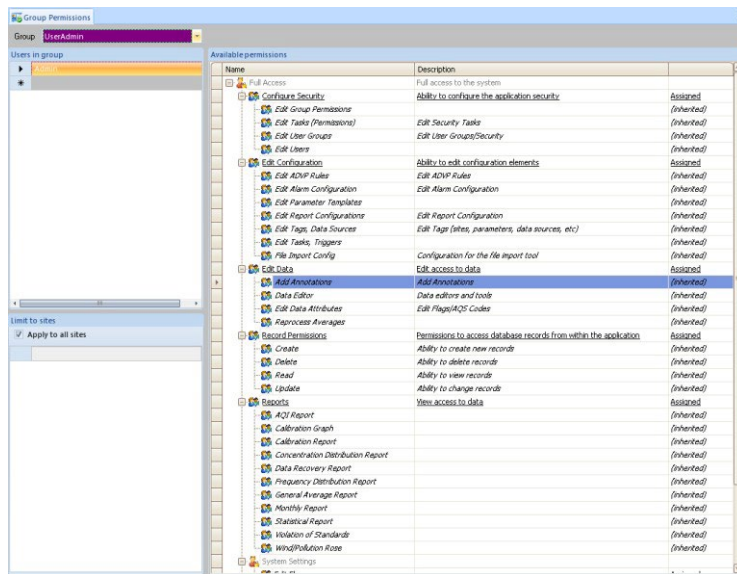 Group Permissions
Group UserAdmin
Users in group
Admin
Limit to sites
Apply to all sites
Available permissions
Name Description
Full Access Full access to the system
Configure Security Ability to configure the application security Assigned
Edit Group Permissions (inherited)
Edit Tasks (Permissions) Edit Security Tasks (inherited)
Edit User Groups Edit User Groups/Security (inherited)
Edit Users (inherited)
Edit Configuration Ability to edit configuration elements Assigned
Edit ADVP Rules Edit ADVP Rules (inherited)
Edit Alarm Configuration Edit Alarm Configuration (inherited)
Edit Parameter Templates (inherited)
Edit Report Configurations Edit Report Configuration (inherited)
Edit Tags, Data Sources Edit Tags (sites, parameters, data sources, etc) (inherited)
Edit Tasks, Triggers (inherited)
File Import Config Configuration for the file import tool (inherited)
Edit Data Edit access to data Assigned
Add Annotations Add Annotations (inherited)
Data Editor Data editors and tools (inherited)
Edit Data Attributes Edit Flags/AQS Codes (inherited)
Reprocess Averages (inherited)
Record Permissions Permissions to access database records from within the application Assigned
Create Ability to create new records (inherited)
Delete Ability to delete records (inherited)
Read Ability to view records (inherited)
Update Ability to change records (inherited)
Reports View access to data Assigned
AQI Report (inherited)
Calibration Graph (inherited)
Calibration Report (inherited)
Concentration Distribution Report (inherited)
Data Recovery Report (inherited)
Frequency Distribution Report (inherited)
General Average Report (inherited)
Monthly Report (inherited)
Statistical Report (inherited)
Violation of Standards (inherited)
Wind/Pollution Rose (inherited)
System Settings